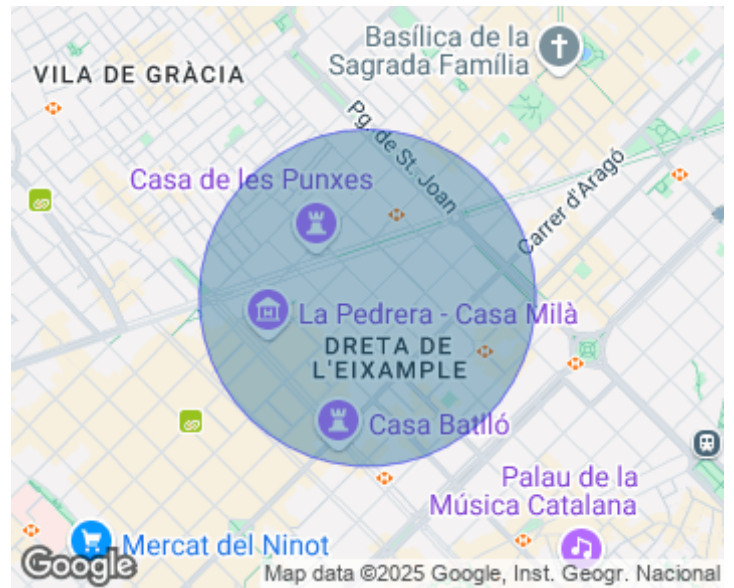 Basílica de la
Sagrada Família
VILA DE GRÀCIA
Pg. de St. Joan
Casa de les Punxes
Carrer d'Aragó
La Pedrera - Casa Milà
DRETA DE
L'EIXAMPLE
Casa Batlló
Palau de la
Música Catalana
Mercat del Ninot
Google
Map data ©2025 Google, Inst. Geogr. Nacional